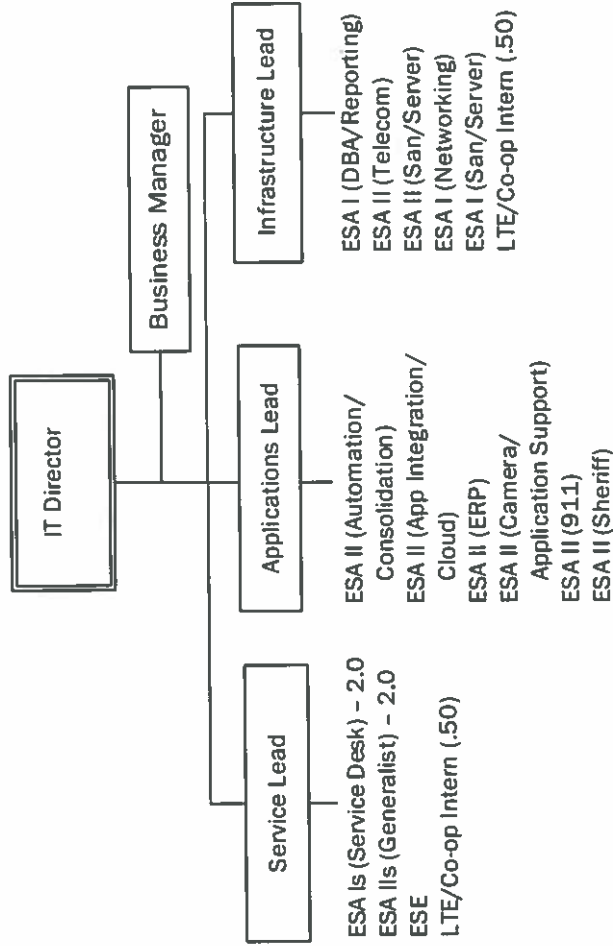 IT Director
Business Manager
Service Lead
ESA Is (Service Desk) – 2.0
ESA IIs (Generalist) – 2.0
ESE
LTE/Co-op Intern (.50)
Applications Lead
ESA II (Automation/
Consolidation)
ESA II (App Integration/
Cloud)
ESA II (ERP)
ESA II (Camera/
Application Support)
ESA II (911)
ESA II (Sheriff)
Infrastructure Lead
ESA I (DBA/Reporting)
ESA II (Telecom)
ESA II (San/Server)
ESA I (Networking)
ESA I (San/Server)
LTE/Co-op Intern (.50)